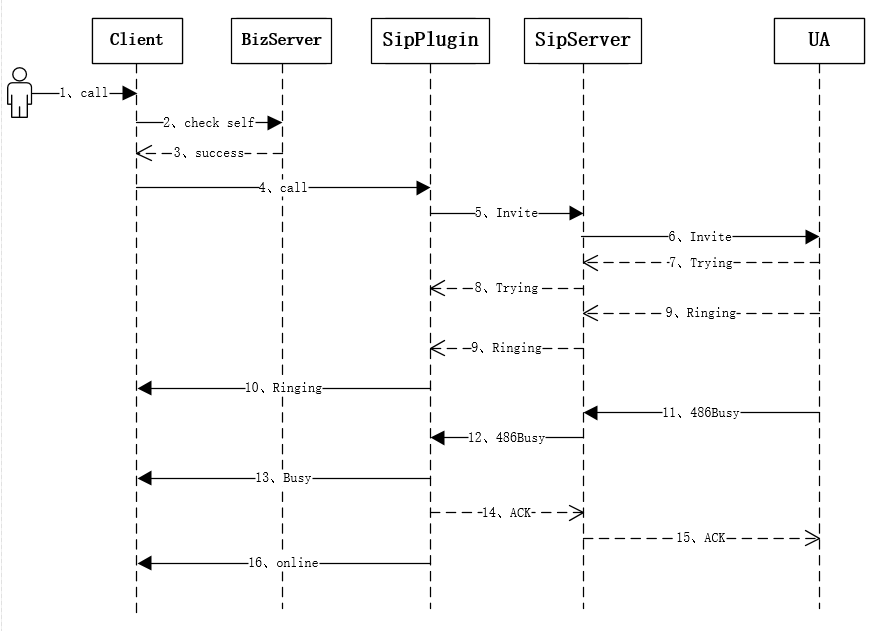 Client
BizServer
SipPlugin
SipServer
UA
1、call
2、check self
3、success
4、call
5、Invite
6、Invite
7、Trying
8、Trying
9、Ringing
9、Ringing
10、Ringing
11、486Busy
12、486Busy
13、Busy
14、ACK
15、ACK
16、online